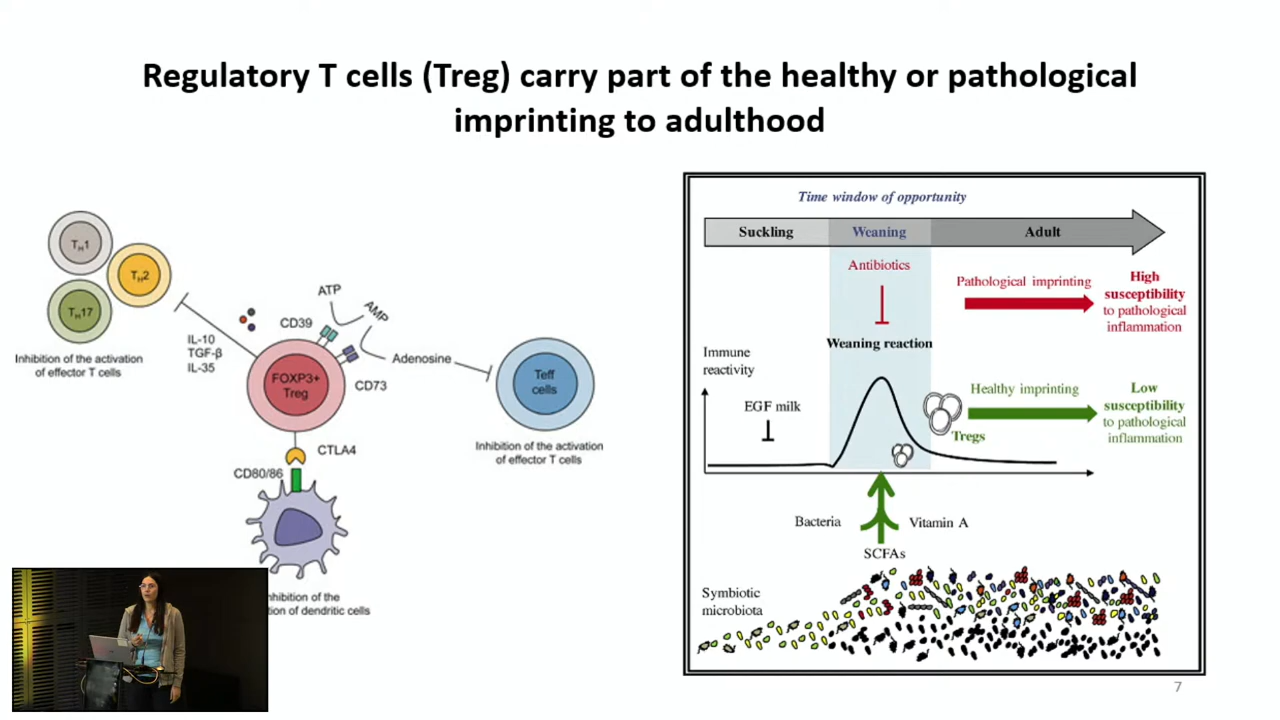 Regulatory T cells (Treg) carry part of the healthy or pathological
imprinting to adulthood
TH1
TH2
TH17
Inhibition of the activation
of effector T cells
IL-10
TGF-β
IL-35
ATP
AMP
CD39
CD73
Adenosine
FOXP3+
Treg
CTLA4
CD80/86
Teff
cells
Inhibition of the activation
of effector T cells
of the
of dendritic cells
Time window of opportunity
Suckling
Weaning
Adult
Antibiotics
Weaning reaction
Pathological imprinting
High
susceptibility
to pathological
inflammation
Immune
reactivity
EGF milk
Healthy imprinting
Tregs
Low
susceptibility
to pathological
inflammation
Bacteria
Vitamin A
SCFAs
Symbiotic
microbiota
7